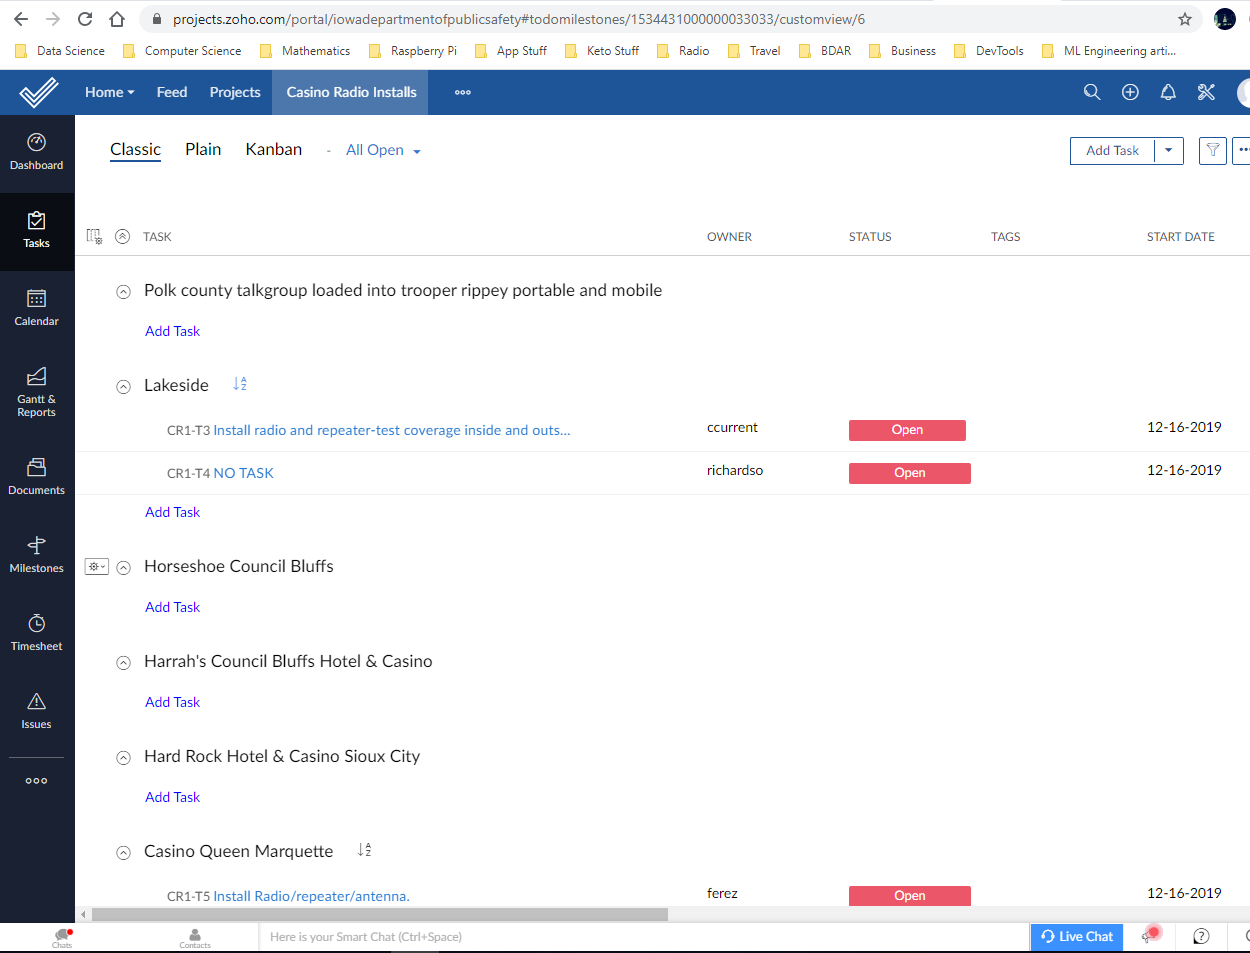 projects.zoho.com/portal/iowadepartmentofpublicsafety#todomilestones/1534431000000033033/customview/6
Data Science Computer Science Mathematics Raspberry Pi App Stuff Keto Stuff Radio Travel BDAR Business DevTools ML Engineering arti...
Home Feed Projects Casino Radio Installs
Dashboard
Tasks
Calendar
Gantt &
Reports
Documents
Milestones
Timesheet
Issues
Classic Plain Kanban - All Open Add Task
TASK OWNER STATUS TAGS START DATE
Polk county talkgroup loaded into trooper rippey portable and mobile
Add Task
Lakeside
CR1-T3 Install radio and repeater-test coverage inside and outs... ccurrent Open 12-16-2019
CR1-T4 NO TASK richardso Open 12-16-2019
Add Task
Horseshoe Council Bluffs
Add Task
Harrah's Council Bluffs Hotel & Casino
Add Task
Hard Rock Hotel & Casino Sioux City
Add Task
Casino Queen Marquette
CR1-T5 Install Radio/repeater/antenna. ferez Open 12-16-2019
Chats Contacts Here is your Smart Chat (Ctrl+Space) Live Chat